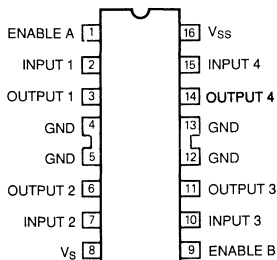 ENABLE A 1 16 VSS
INPUT 1 2 15 INPUT 4
OUTPUT 1 3 14 OUTPUT 4
GND 4 13 GND
GND 5 12 GND
OUTPUT 2 6 11 OUTPUT 3
INPUT 2 7 10 INPUT 3
VS 8 9 ENABLE B